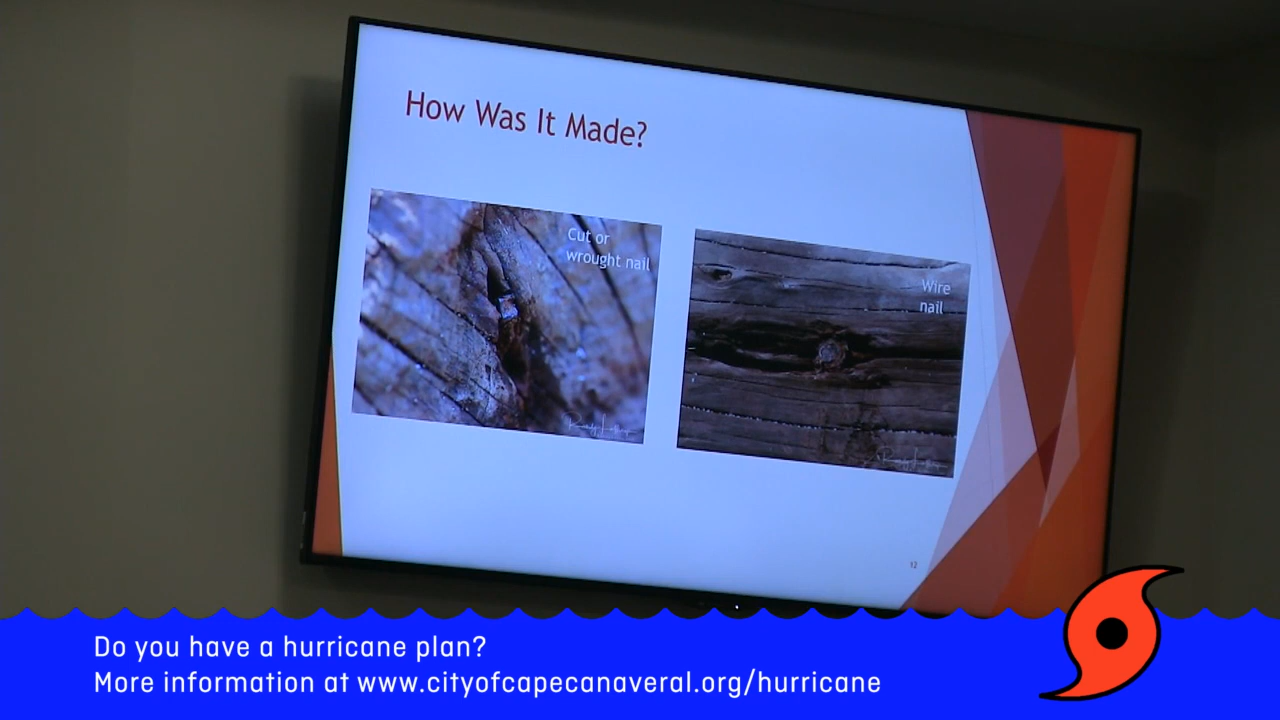 How Was It Made?
Cut or
wrought nail
Wire
nail
12
Do you have a hurricane plan?
More information at www.cityofcapecanaveral.org/hurricane